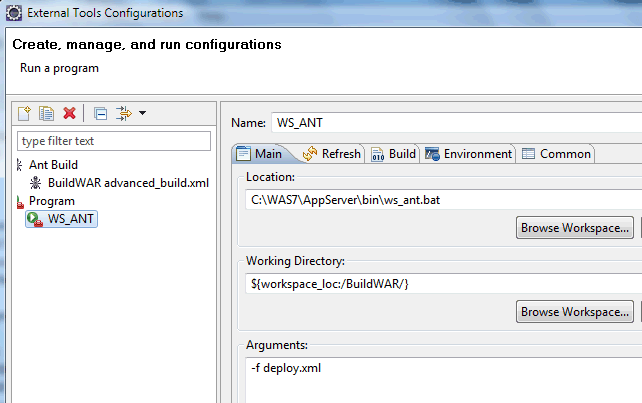 External Tools Configurations
Create, manage, and run configurations
Run a program
type filter text
Ant Build
BuildWAR advanced_build.xml
Program
WS_ANT
Name: WS_ANT
Main Refresh Build Environment Common
Location:
C:\WAS7\AppServer\bin\ws_ant.bat
Browse Workspace...
Working Directory:
${workspace_loc:/BuildWAR/}
Browse Workspace...
Arguments:
-f deploy.xml